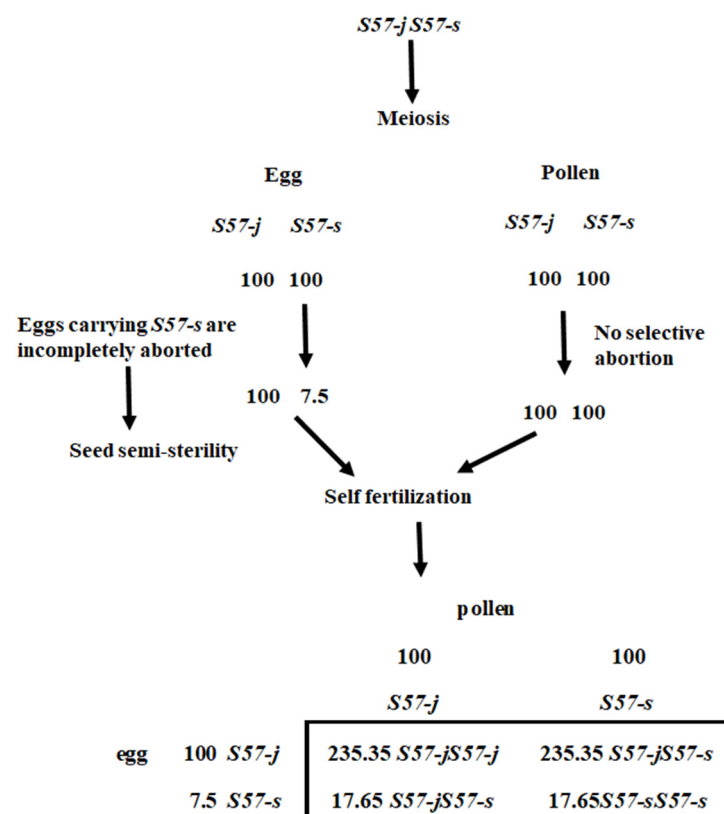 S57-j S57-s
Meiosis
Egg Pollen
S57-j S57-s S57-j S57-s
100 100 100 100
Eggs carrying S57-s are
incompletely aborted
No selective
abortion
100 7.5 100 100
Seed semi-sterility
Self fertilization
pollen
100 100
S57-j S57-s
egg 100 S57-j 235.35 S57-jS57-j 235.35 S57-jS57-s
7.5 S57-s 17.65 S57-jS57-s 17.65S57-sS57-s